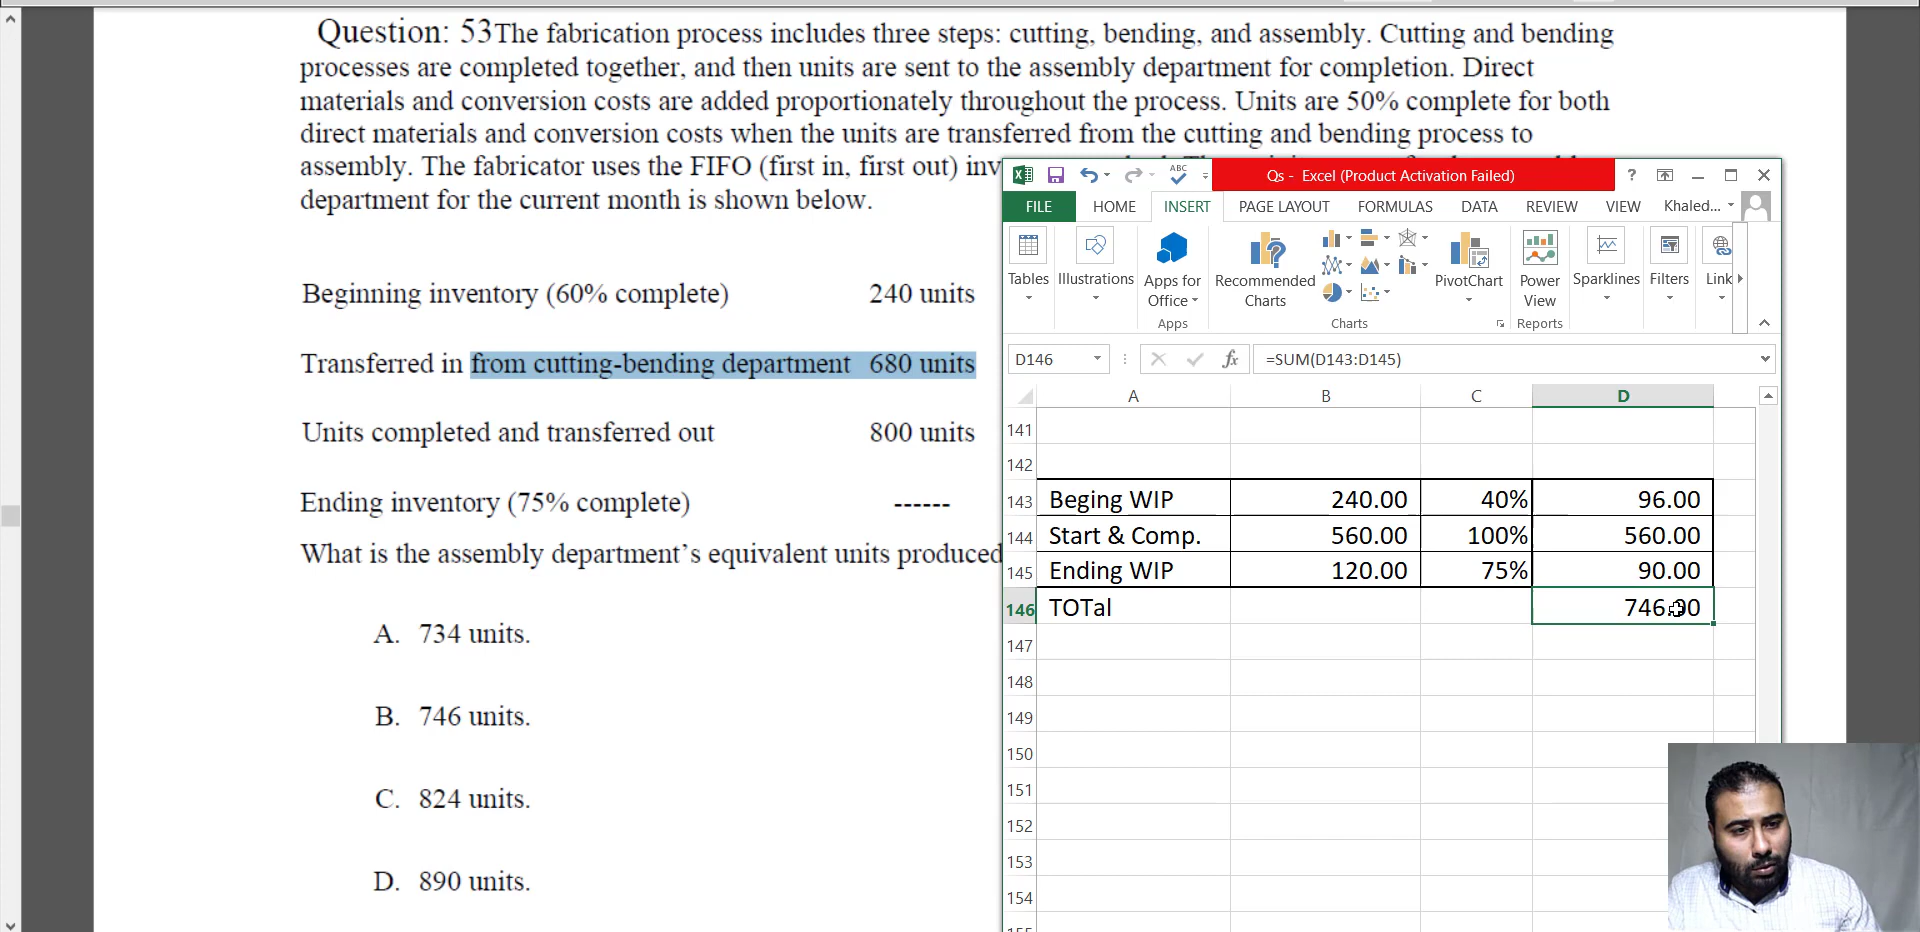 Question: 53The fabrication process includes three steps: cutting, bending, and assembly. Cutting and bending
processes are completed together, and then units are sent to the assembly department for completion. Direct
materials and conversion costs are added proportionately throughout the process. Units are 50% complete for both
direct materials and conversion costs when the units are transferred from the cutting and bending process to
assembly. The fabricator uses the FIFO (first in, first out) inv
department for the current month is shown below.
Beginning inventory (60% complete) 240 units
Transferred in from cutting-bending department 680 units
Units completed and transferred out 800 units
Ending inventory (75% complete) ------
What is the assembly department's equivalent units produced
A. 734 units.
B. 746 units.
C. 824 units.
D. 890 units.
ABC
Qs - Excel (Product Activation Failed)
?
FILE HOME INSERT PAGE LAYOUT FORMULAS DATA REVIEW VIEW Khaled...
Tables
Illustrations
Apps for
Office
Recommended
Charts
PivotChart
Power
View
Sparklines
Filters
Link
Apps
Charts
Reports
D146 fx =SUM(D143:D145)
A B C D
141
142
143 Beging WIP 240.00 40% 96.00
144 Start & Comp. 560.00 100% 560.00
145 Ending WIP 120.00 75% 90.00
146 TOTal 746.00
147
148
149
150
151
152
153
154